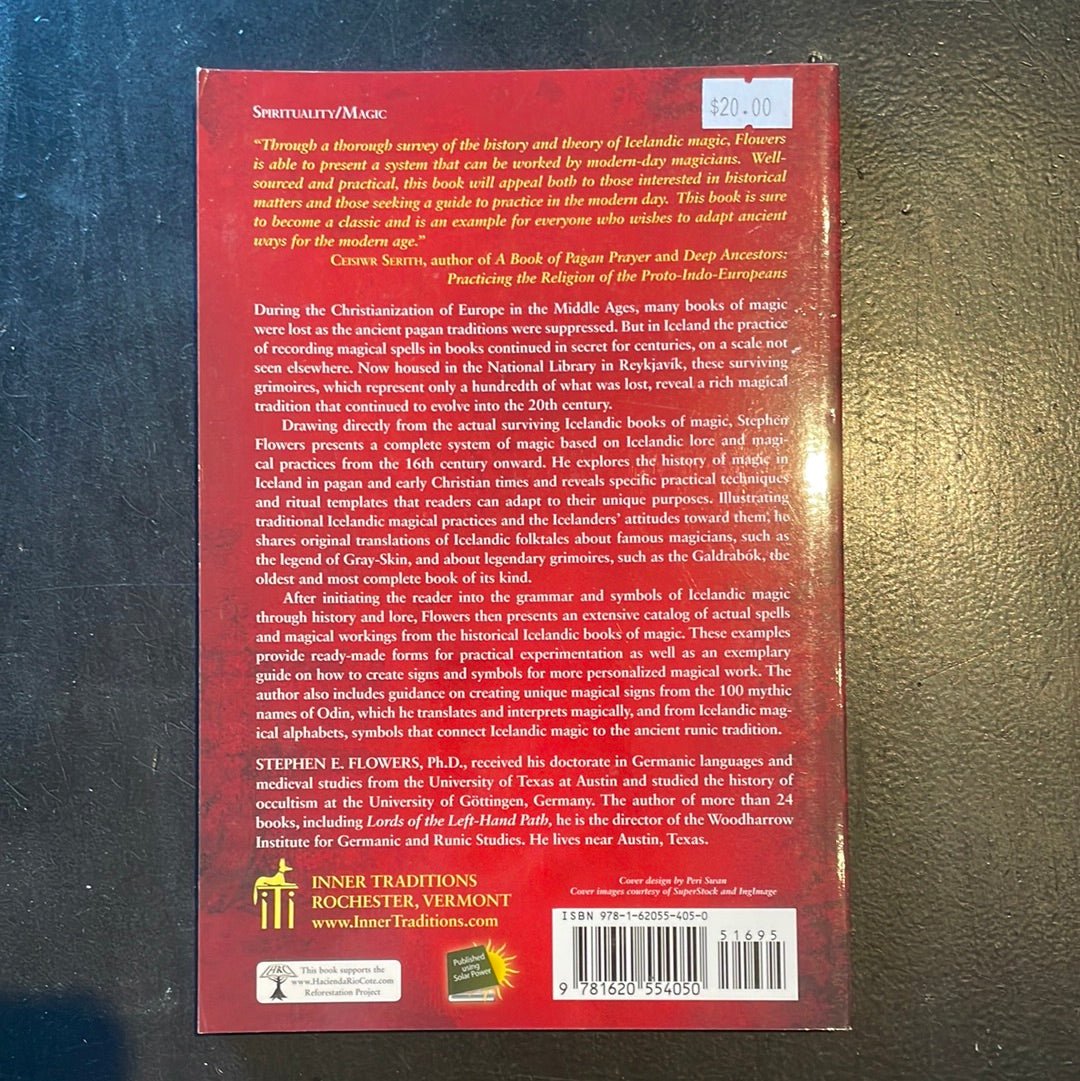 $20.00
SPIRITUALITY/MAGIC
“Through a thorough survey of the history and theory of Icelandic magic, Flowers
is able to present a system that can be worked by modern-day magicians. Well-
sourced and practical, this book will appeal both to those interested in historical
matters and those seeking a guide to practice in the modern day. This book is sure
to become a classic and is an example for everyone who wishes to adapt ancient
ways for the modern age.”
CEISIWR SERITH, author of A Book of Pagan Prayer and Deep Ancestors:
Practicing the Religion of the Proto-Indo-Europeans
During the Christianization of Europe in the Middle Ages, many books of magic
were lost as the ancient pagan traditions were suppressed. But in Iceland the practice
of recording magical spells in books continued in secret for centuries, on a scale not
seen elsewhere. Now housed in the National Library in Reykjavík, these surviving
grimoires, which represent only a hundredth of what was lost, reveal a rich magical
tradition that continued to evolve into the 20th century.
Drawing directly from the actual surviving Icelandic books of magic, Stephen
Flowers presents a complete system of magic based on Icelandic lore and magi-
cal practices from the 16th century onward. He explores the history of magic in
Iceland in pagan and early Christian times and reveals specific practical techniques
and ritual templates that readers can adapt to their unique purposes. Illustrating
traditional Icelandic magical practices and the Icelanders’ attitudes toward them, he
shares original translations of Icelandic folktales about famous magicians, such as
the legend of Gray-Skin, and about legendary grimoires, such as the Galdrabók, the
oldest and most complete book of its kind.
After initiating the reader into the grammar and symbols of Icelandic magic
through history and lore, Flowers then presents an extensive catalog of actual spells
and magical workings from the historical Icelandic books of magic. These examples
provide ready-made forms for practical experimentation as well as an exemplary
guide on how to create signs and symbols for more personalized magical work. The
author also includes guidance on creating unique magical signs from the 100 mythic
names of Odin, which he translates and interprets magically, and from Icelandic mag-
ical alphabets, symbols that connect Icelandic magic to the ancient runic tradition.
STEPHEN E. FLOWERS, Ph.D., received his doctorate in Germanic languages and
medieval studies from the University of Texas at Austin and studied the history of
occultism at the University of Göttingen, Germany. The author of more than 24
books, including Lords of the Left-Hand Path, he is the director of the Woodharrow
Institute for Germanic and Runic Studies. He lives near Austin, Texas.
INNER TRADITIONS
ROCHESTER, VERMONT
www.InnerTraditions.com
Cover design by Peri Swan
Cover images courtesy of SuperStock and IngImage
ISBN 978-1-62055-405-0
51695
9 781620 554050
This book supports the
www.HaciendaRioCote.com
Reforestation Project
Published
using
Solar Power